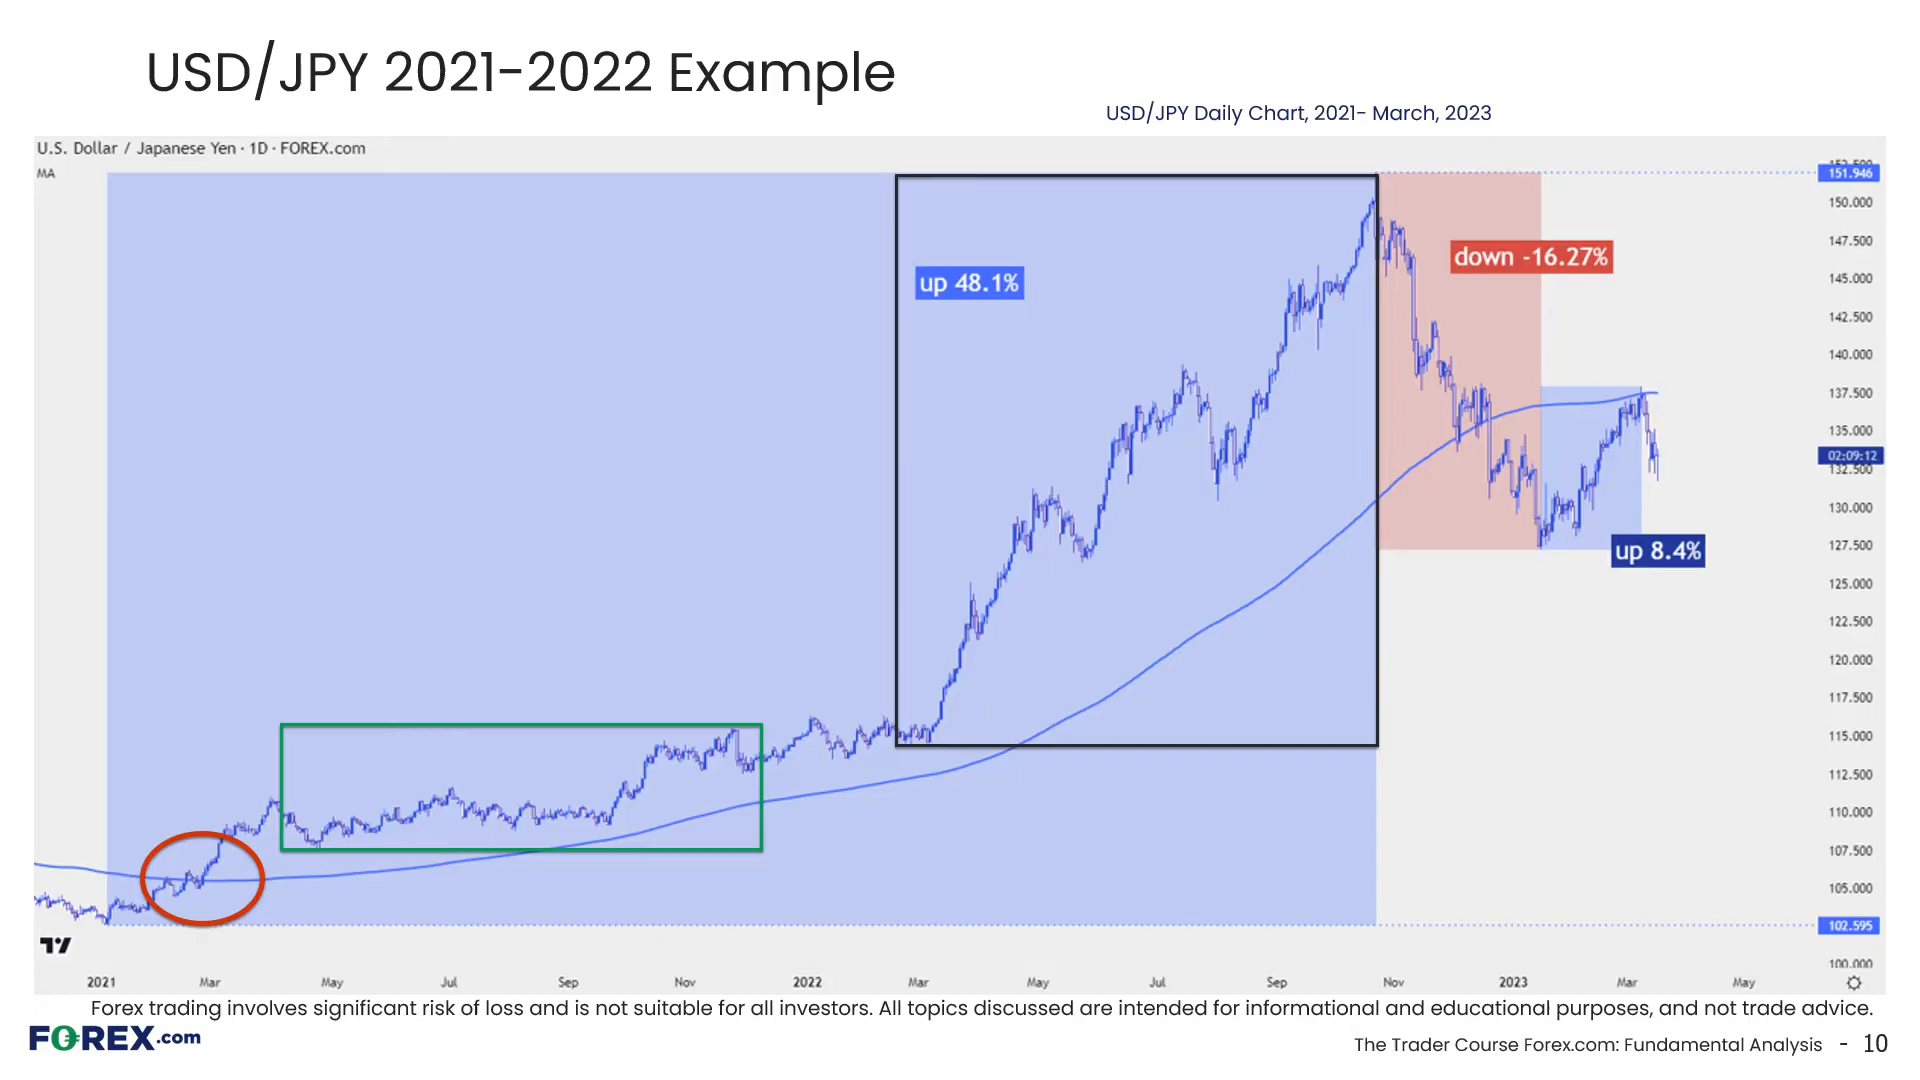 USD/JPY 2021-2022 Example
USD/JPY Daily Chart, 2021- March, 2023
U.S. Dollar / Japanese Yen · 1D · FOREX.com
MA
152.500
151.946
150.000
147.500
145.000
142.500
140.000
137.500
135.000
02:09:12
132.500
130.000
127.500
125.000
122.500
120.000
117.500
115.000
112.500
110.000
107.500
105.000
102.595
100.000
up 48.1%
down -16.27%
up 8.4%
2021 Mar May Jul Sep Nov 2022 Mar May Jul Sep Nov 2023 Mar May
Forex trading involves significant risk of loss and is not suitable for all investors. All topics discussed are intended for informational and educational purposes, and not trade advice.
FOREX.com
The Trader Course Forex.com: Fundamental Analysis - 10